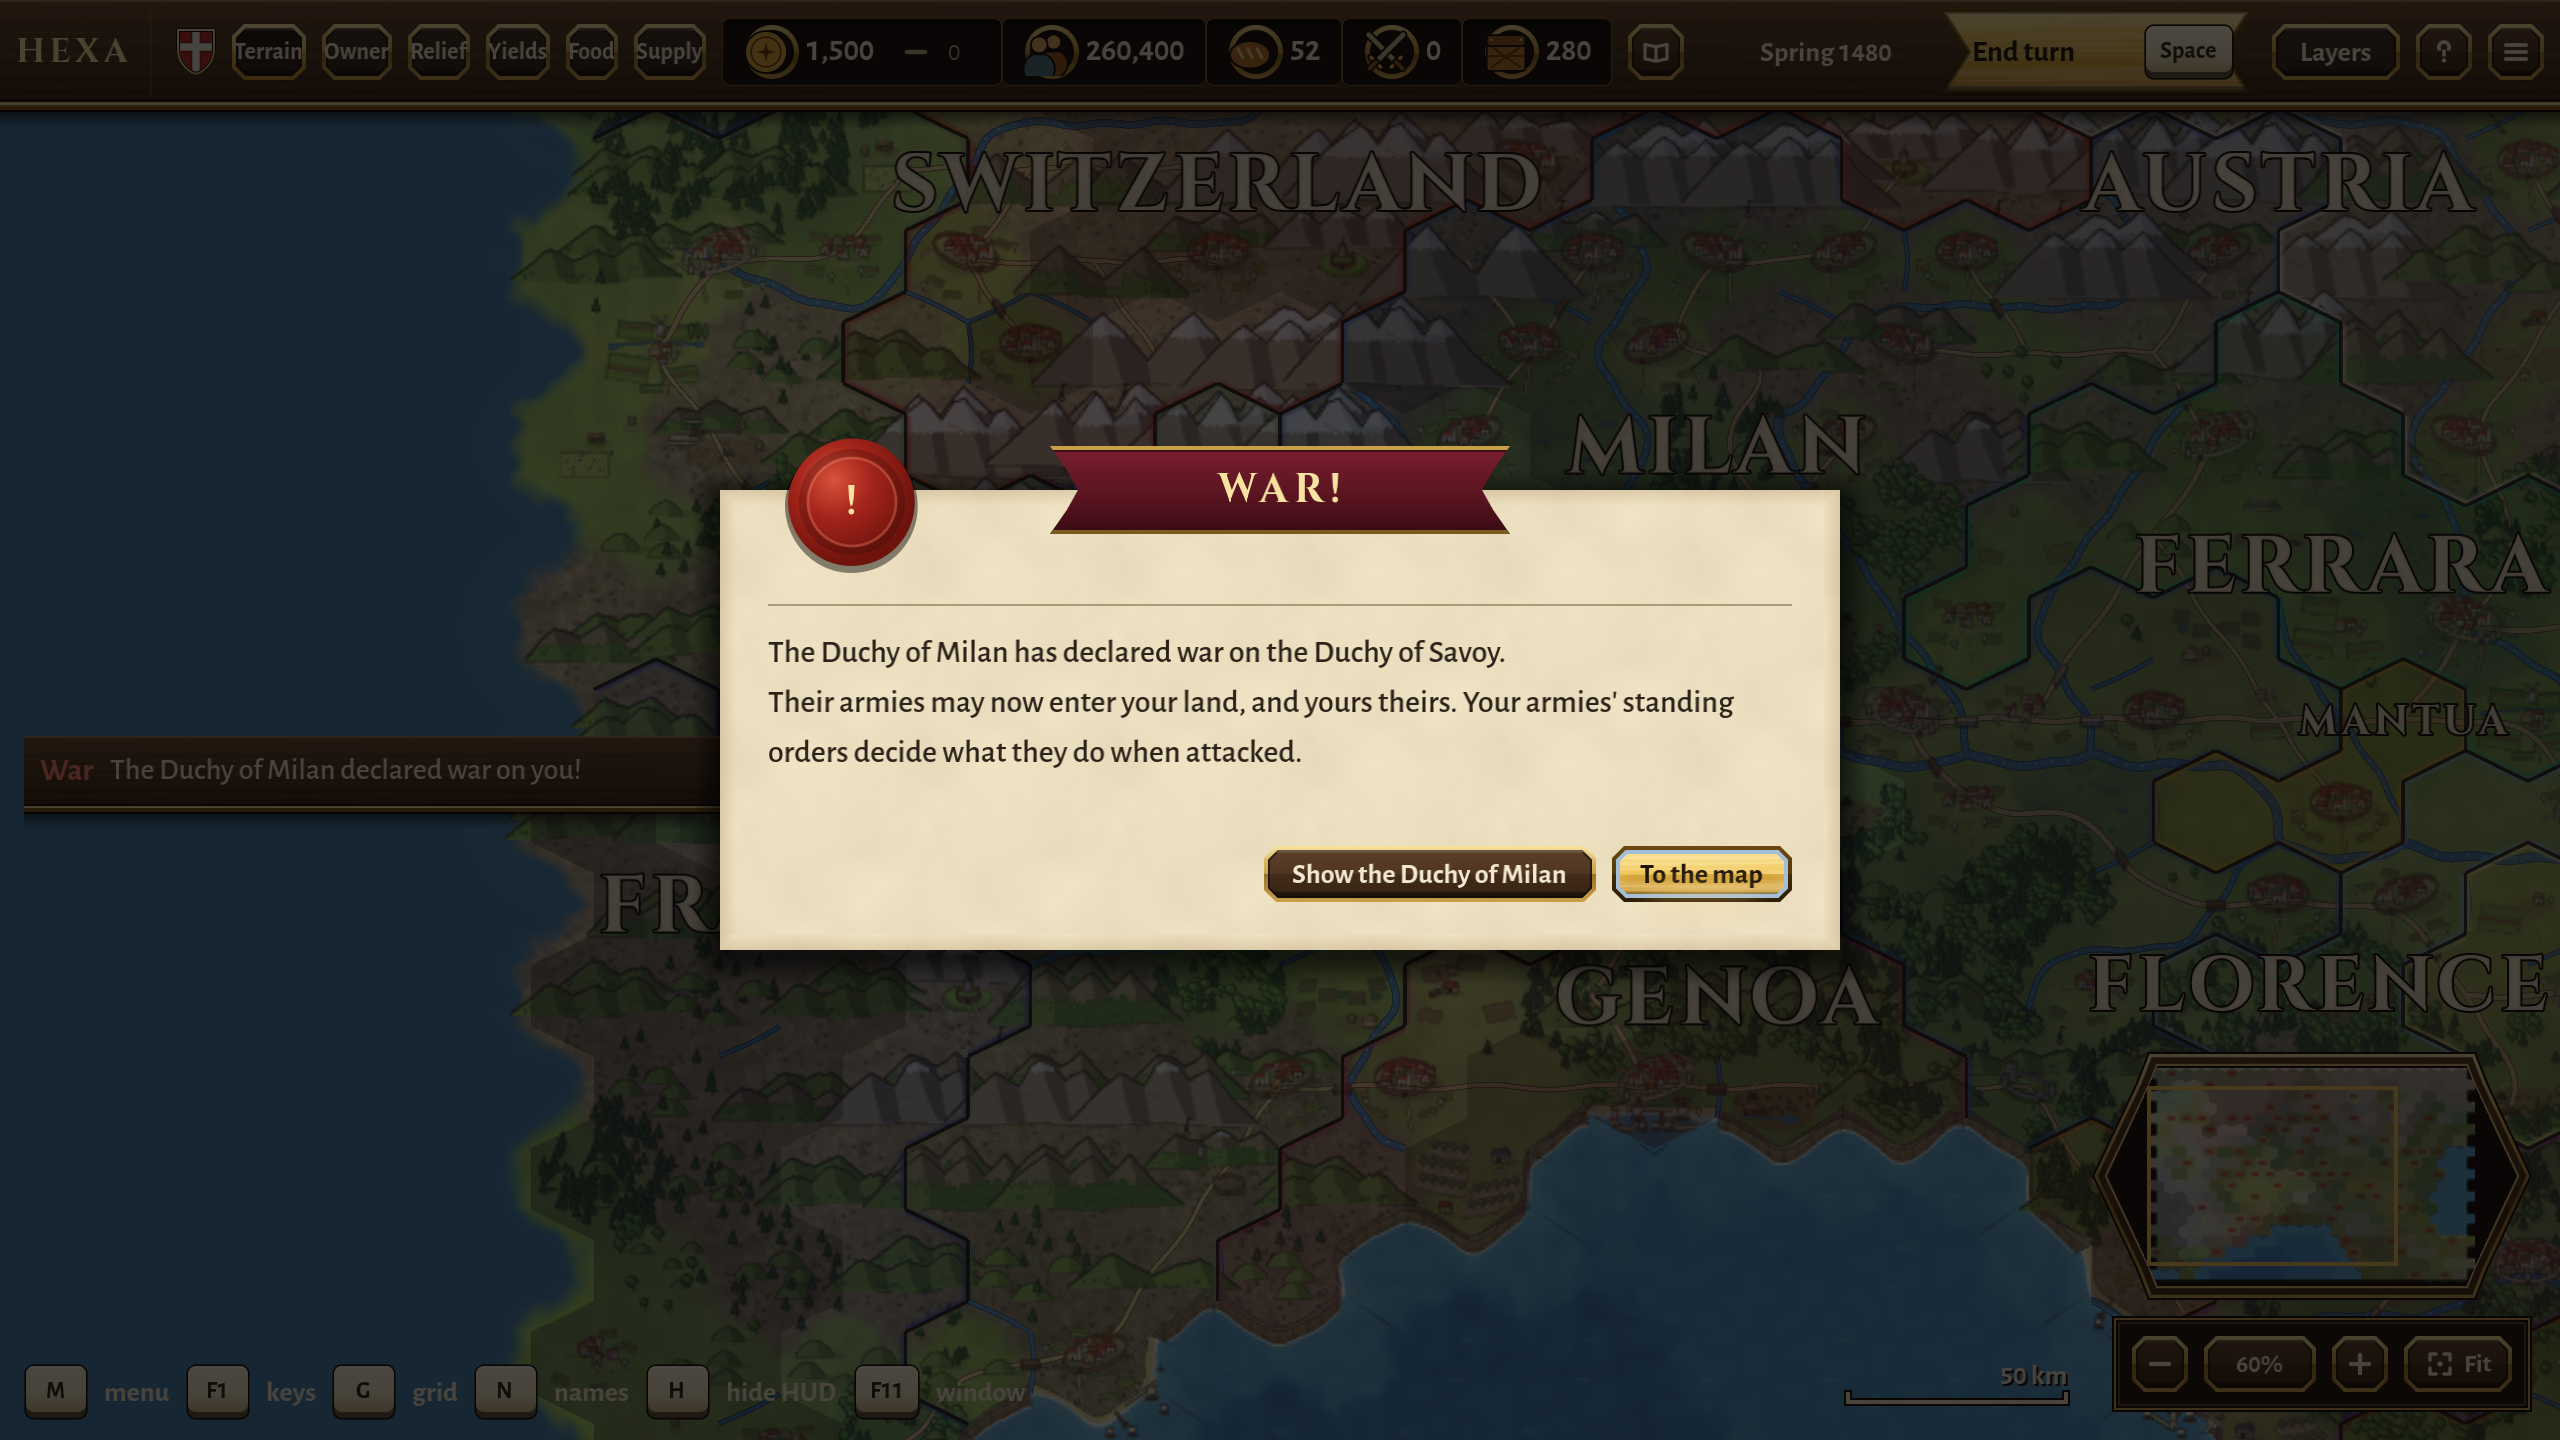 HEXA
Terrain Owner Relief Yields Food Supply
1,500 — 0
260,400
52
0
280
Spring 1480
End turn Space
Layers
SWITZERLAND
AUSTRIA
MILAN
WAR!
!
FERRARA
The Duchy of Milan has declared war on the Duchy of Savoy.
Their armies may now enter your land, and yours theirs. Your armies' standing
orders decide what they do when attacked.
MANTUA
War The Duchy of Milan declared war on you!
Show the Duchy of Milan To the map
FR
GENOA
FLORENCE
M menu F1 keys G grid N names H hide HUD F11 window
50 km
60% Fit